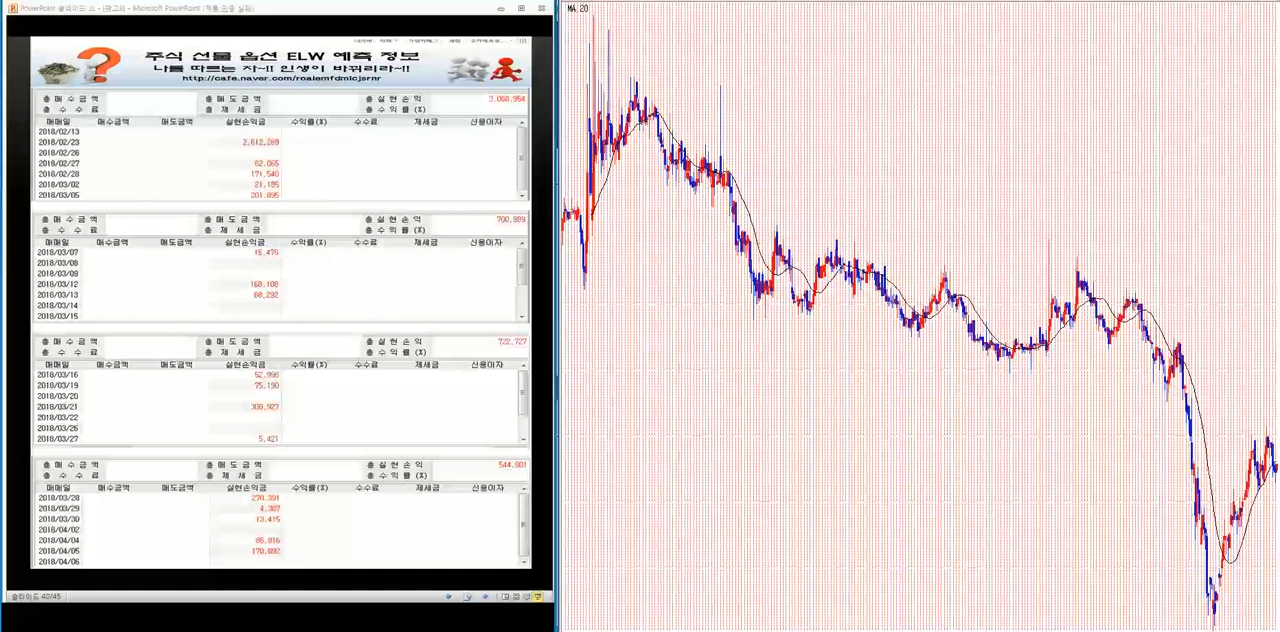 PowerPoint 슬라이드 쇼 - [광고3] - Microsoft PowerPoint (제품 인증 실패)
MA 20
주식 선물 옵션 ELW 예측 정보
나를 따르는 자~!! 인생이 바뀌리라~!!
http://cafe.naver.com/roalemfdmlcjsrnr
총 매 수 금 액 총 매 도 금 액 총 실 현 손 익 3,068,954
총 수 수 료 총 제 세 금 총 수 익 률 (%)
매매일 매수금액 매도금액 실현손익금 수익률(%) 수수료 제세금 신용이자
2018/02/13
2018/02/23 2,612,269
2018/02/26
2018/02/27 62,065
2018/02/28 171,540
2018/03/02 21,185
2018/03/05 201,895
총 매 수 금 액 총 매 도 금 액 총 실 현 손 익 700,989
총 수 수 료 총 제 세 금 총 수 익 률 (%)
매매일 매수금액 매도금액 실현손익금 수익률(%) 수수료 제세금 신용이자
2018/03/07 15,476
2018/03/08
2018/03/09
2018/03/12 168,108
2018/03/13 68,292
2018/03/14
2018/03/15
총 매 수 금 액 총 매 도 금 액 총 실 현 손 익 722,727
총 수 수 료 총 제 세 금 총 수 익 률 (%)
매매일 매수금액 매도금액 실현손익금 수익률(%) 수수료 제세금 신용이자
2018/03/16 52,996
2018/03/19 75,190
2018/03/20
2018/03/21 308,927
2018/03/22
2018/03/26
2018/03/27 5,421
총 매 수 금 액 총 매 도 금 액 총 실 현 손 익 544,901
총 수 수 료 총 제 세 금 총 수 익 률 (%)
매매일 매수금액 매도금액 실현손익금 수익률(%) 수수료 제세금 신용이자
2018/03/28 270,381
2018/03/29 4,387
2018/03/30 13,415
2018/04/02
2018/04/04 65,816
2018/04/05 170,892
2018/04/06
슬라이드 40/45